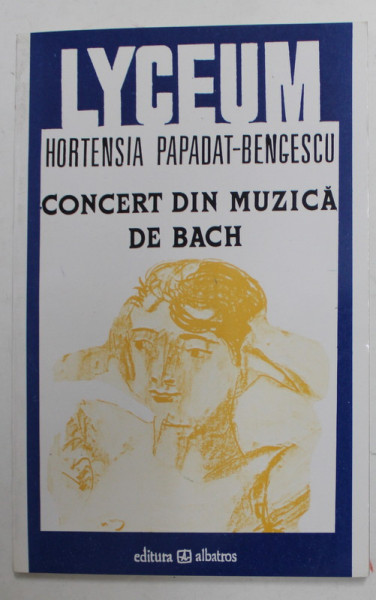 LYCEUM
HORTENSIA PAPADAT-BENGESCU
CONCERT DIN MUZICĂ
DE BACH
editura albatros